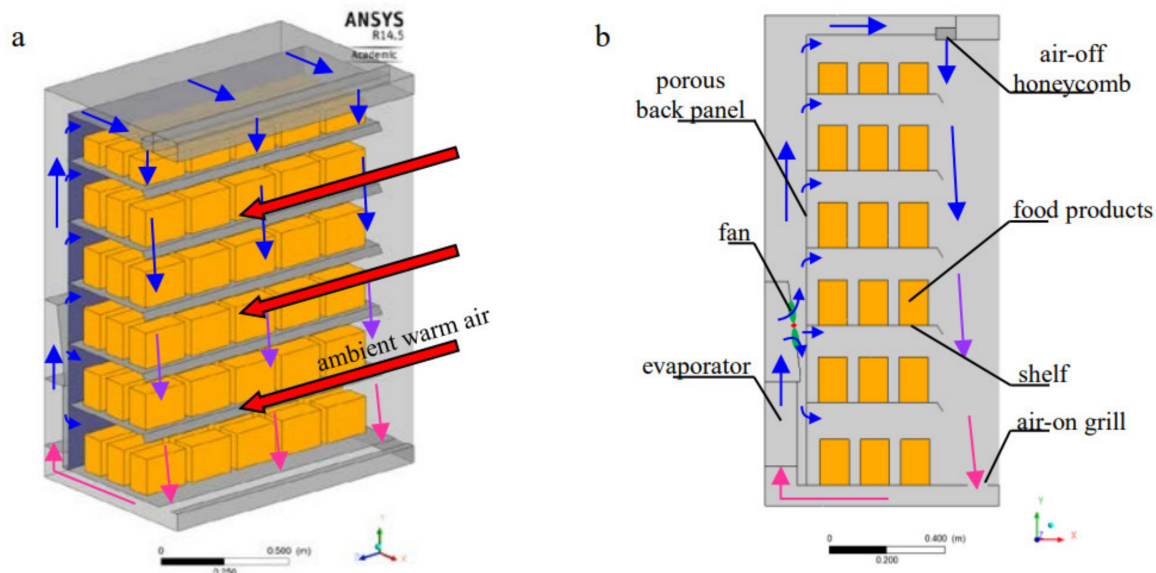 a
ANSYS
R14.5
Academic
ambient warm air
0
0.500 (m)
0.250
Y
Z
X
b
air-off
honeycomb
porous
back panel
food products
fan
evaporator
shelf
air-on grill
0
0.400 (m)
0.200
Y
Z
X